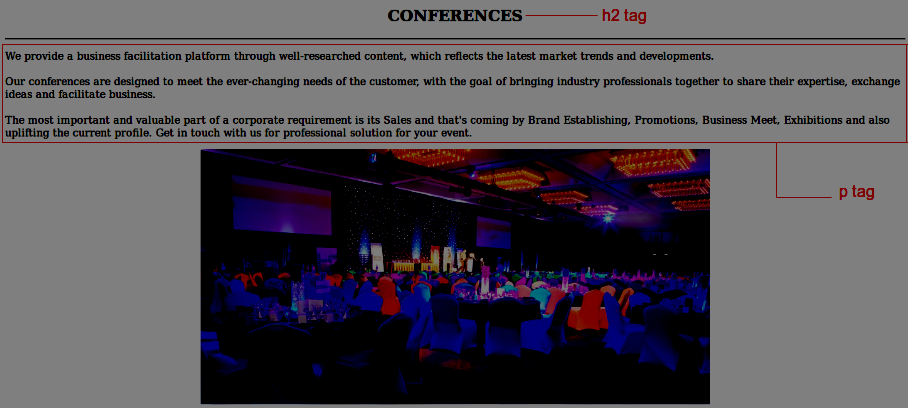 CONFERENCES h2 tag
We provide a business facilitation platform through well-researched content, which reflects the latest market trends and developments.
Our conferences are designed to meet the ever-changing needs of the customer, with the goal of bringing industry professionals together to share their expertise, exchange
ideas and facilitate business.
The most important and valuable part of a corporate requirement is its Sales and that's coming by Brand Establishing, Promotions, Business Meet, Exhibitions and also
uplifting the current profile. Get in touch with us for professional solution for your event.
p tag